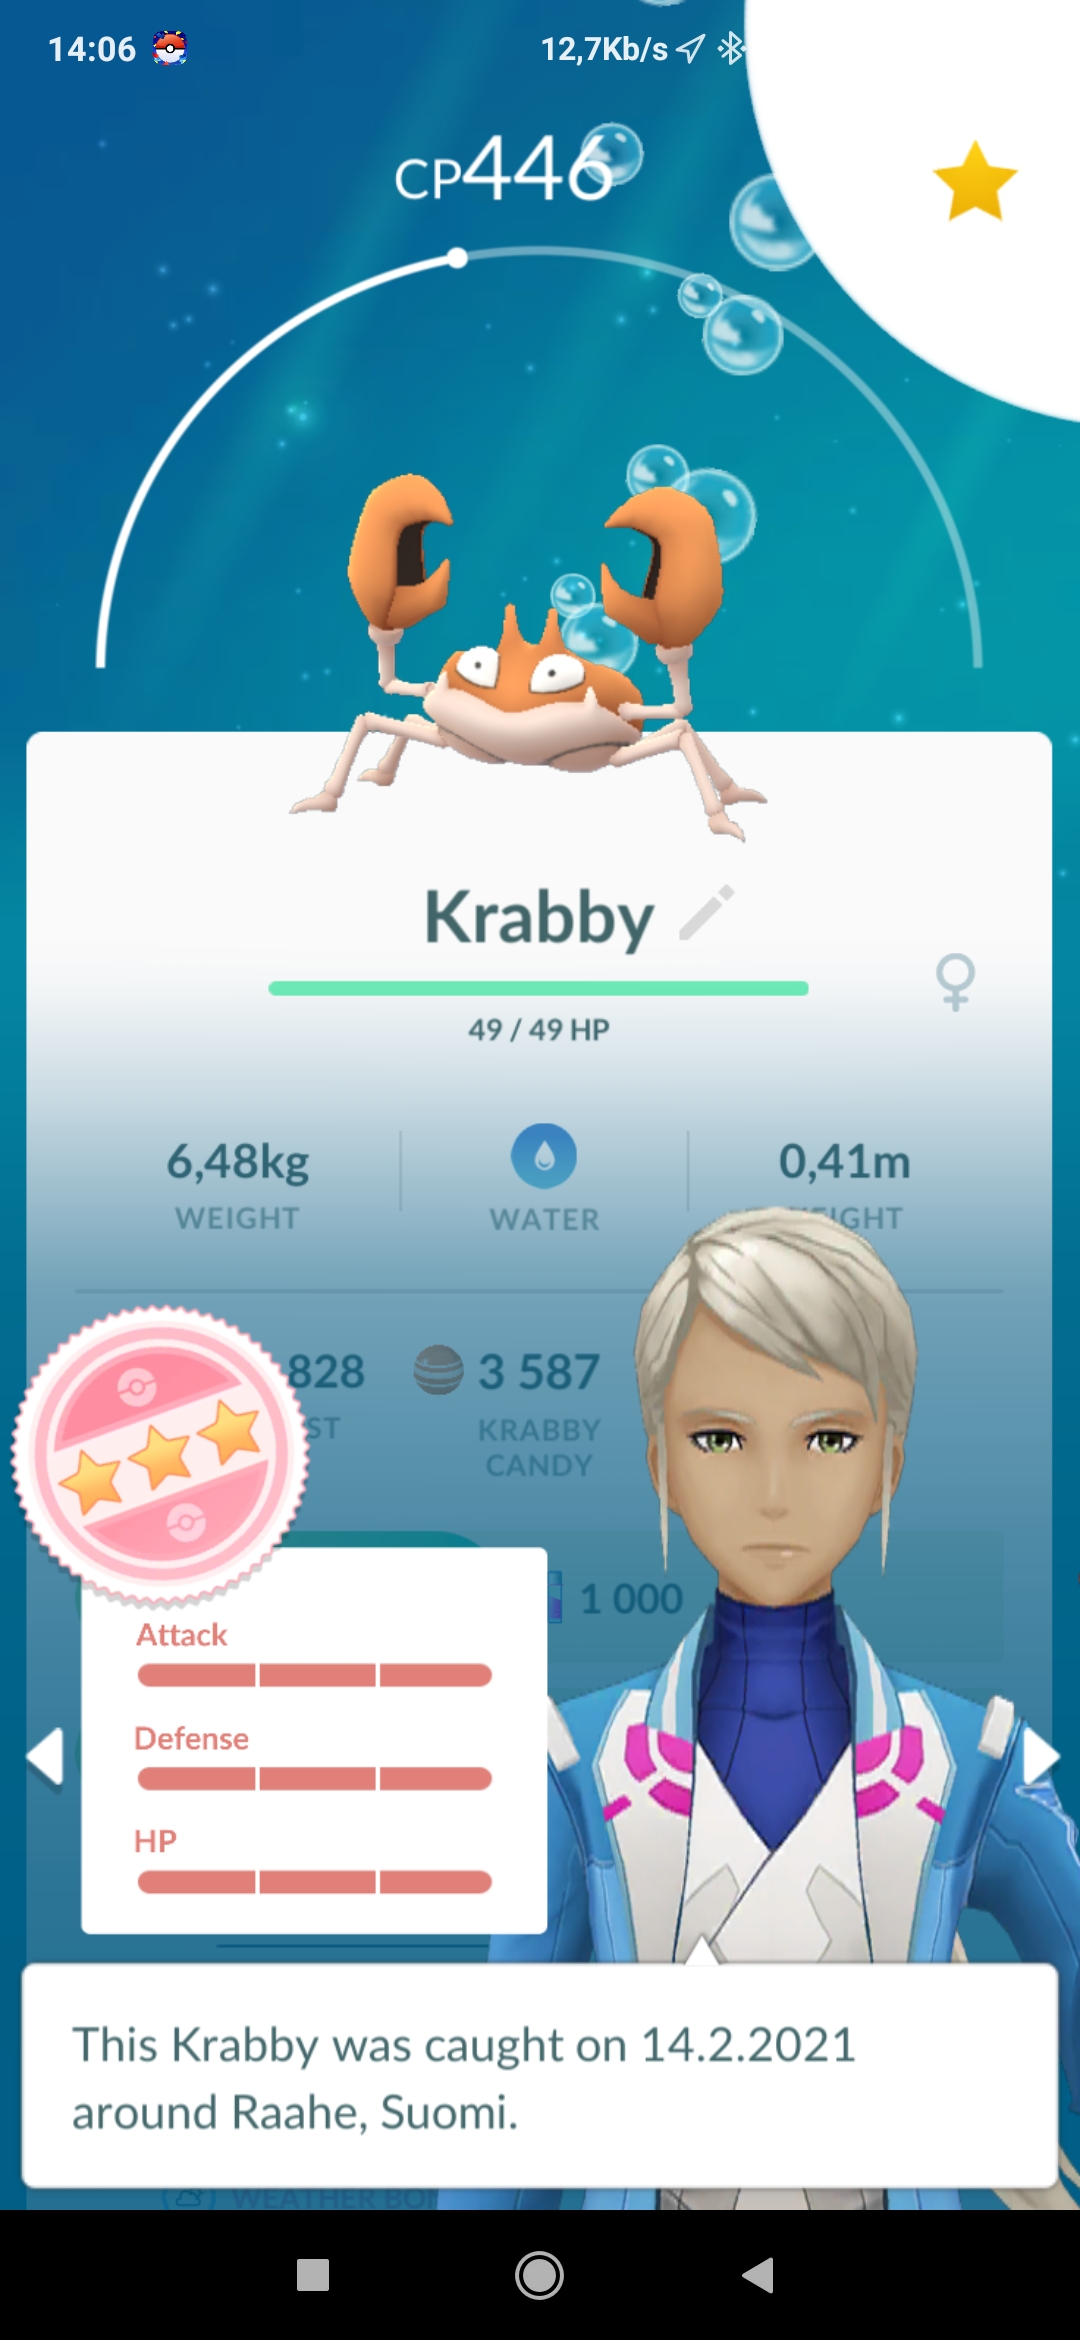 14:06
12,7Kb/s
CP446
Krabby
49 / 49 HP
6,48kg
WEIGHT
WATER
0,41m
828
3 587
KRABBY
CANDY
1 000
Attack
Defense
HP
This Krabby was caught on 14.2.2021
around Raahe, Suomi.
WEATHER